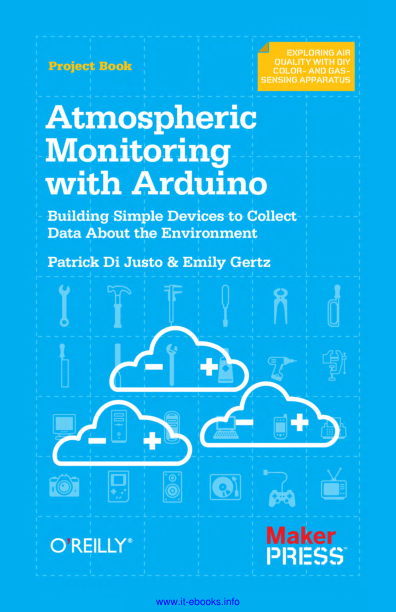 Project Book
EXPLORING AIR
QUALITY WITH DIY
COLOR- AND GAS-
SENSING APPARATUS
Atmospheric
Monitoring
with Arduino
Building Simple Devices to Collect
Data About the Environment
Patrick Di Justo & Emily Gertz
O'REILLY®
Maker
PRESS™
www.it-ebooks.info